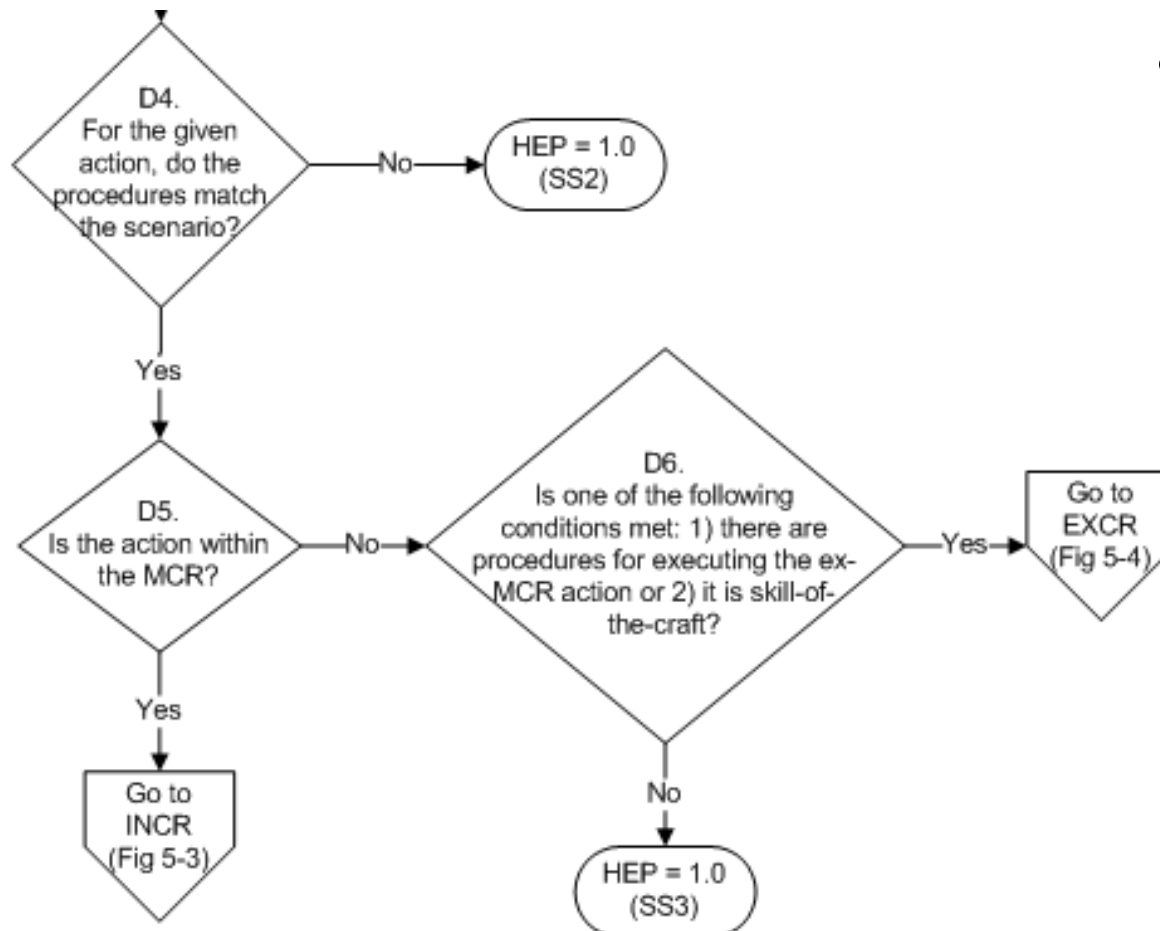 D4.
For the given
action, do the
procedures match
the scenario?
No
HEP = 1.0
(SS2)
Yes
D5.
Is the action within
the MCR?
No
D6.
Is one of the following
conditions met: 1) there are
procedures for executing the ex-
MCR action or 2) it is skill-of-
the-craft?
Yes
Go to
EXCR
(Fig 5-4)
Yes
Go to
INCR
(Fig 5-3)
No
HEP = 1.0
(SS3)